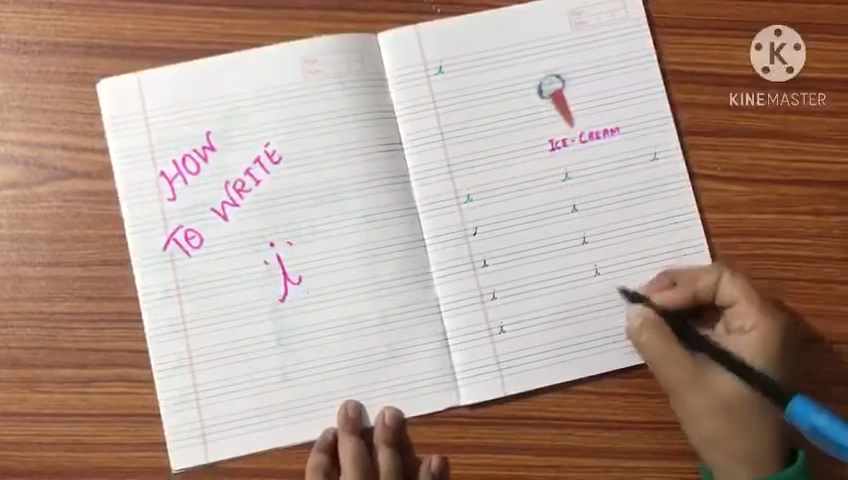 HOW
TO WRITE
"i"
i
ICE-CREAM
i i i
i i
i i
i i
i
KINEMASTER